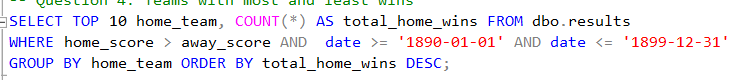 -- Question 4: Teams with most and least wins
SELECT TOP 10 home_team, COUNT(*) AS total_home_wins FROM dbo.results
WHERE home_score > away_score AND  date >= '1890-01-01' AND date <= '1899-12-31'
GROUP BY home_team ORDER BY total_home_wins DESC;